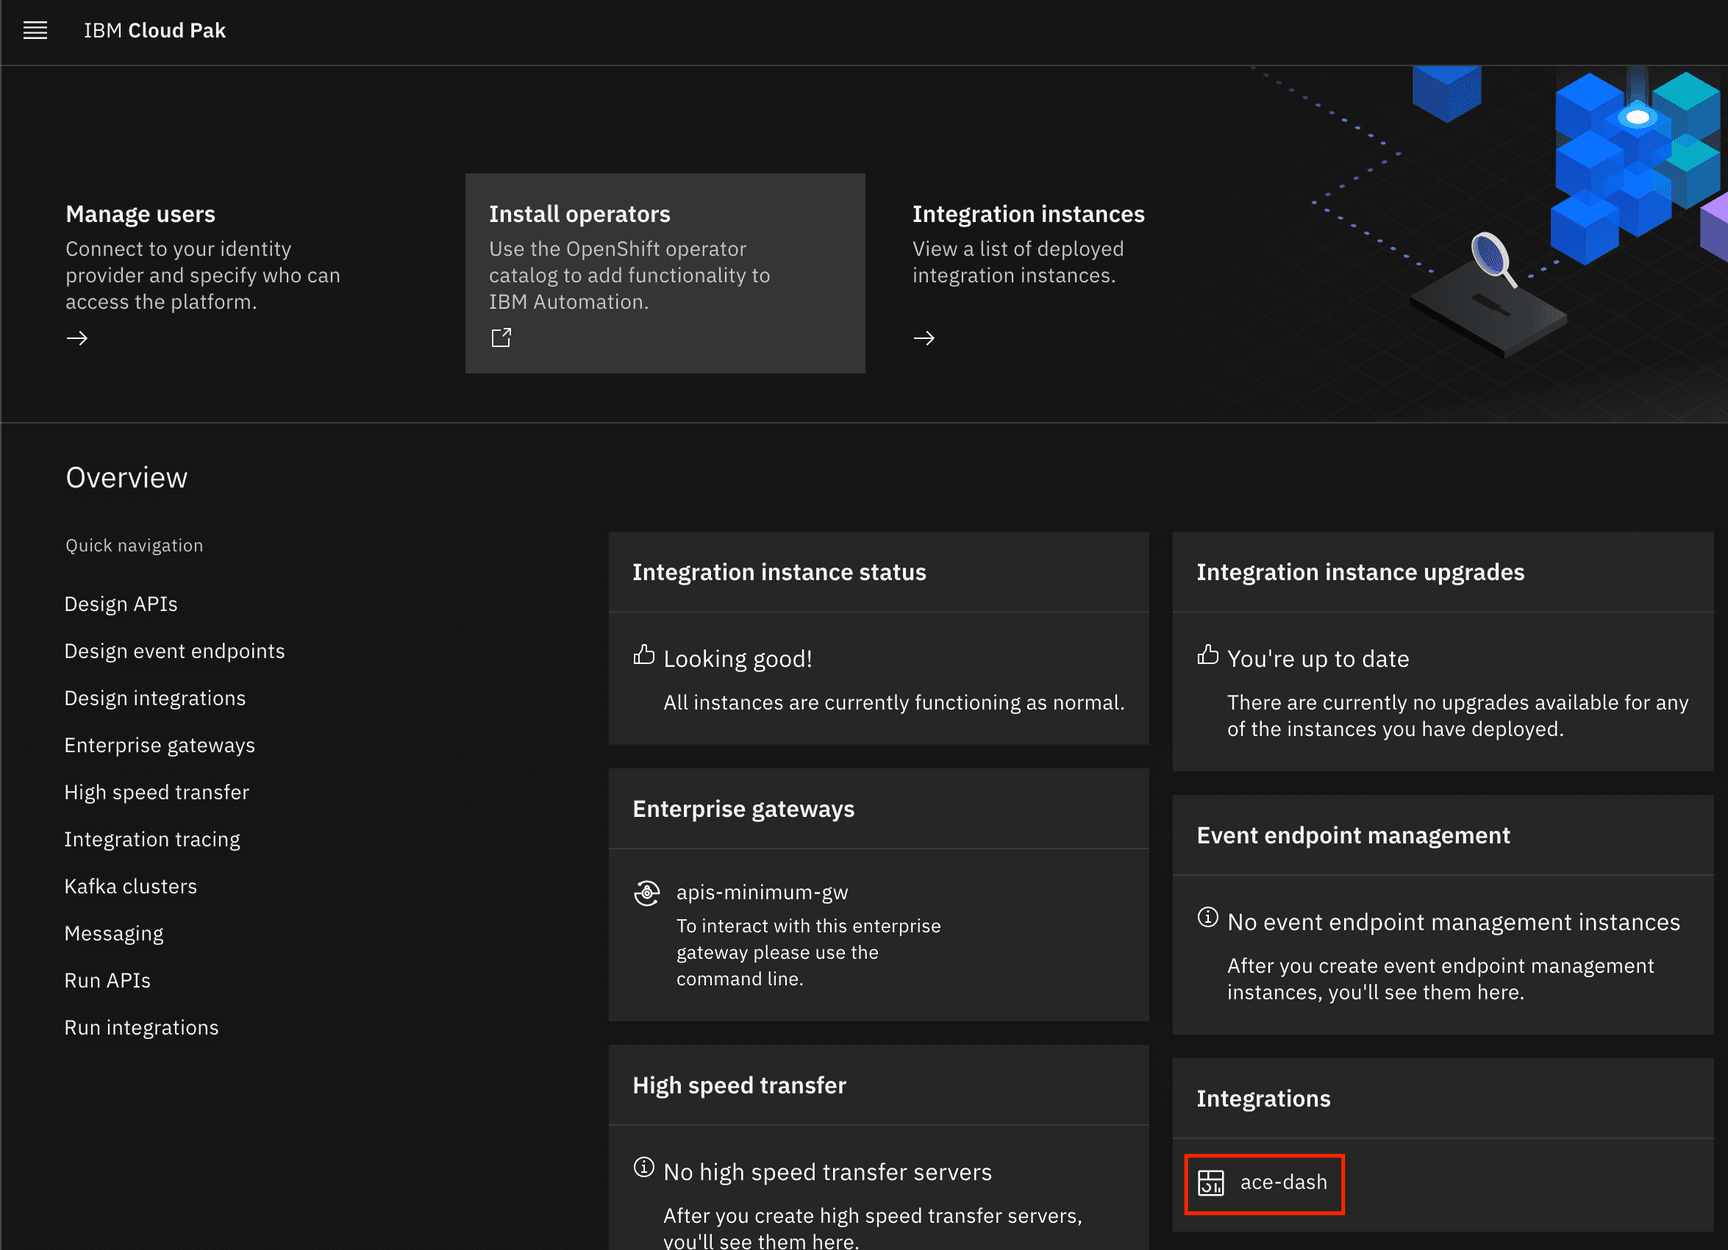 IBM Cloud Pak
Manage users
Connect to your identity
provider and specify who can
access the platform.
Install operators
Use the OpenShift operator
catalog to add functionality to
IBM Automation.
Integration instances
View a list of deployed
integration instances.
Overview
Quick navigation
Design APIs
Design event endpoints
Design integrations
Enterprise gateways
High speed transfer
Integration tracing
Kafka clusters
Messaging
Run APIs
Run integrations
Integration instance status
Looking good!
All instances are currently functioning as normal.
Enterprise gateways
apis-minimum-gw
To interact with this enterprise
gateway please use the
command line.
High speed transfer
No high speed transfer servers
After you create high speed transfer servers,
you'll see them here.
Integration instance upgrades
You're up to date
There are currently no upgrades available for any
of the instances you have deployed.
Event endpoint management
No event endpoint management instances
After you create event endpoint management
instances, you'll see them here.
Integrations
ace-dash